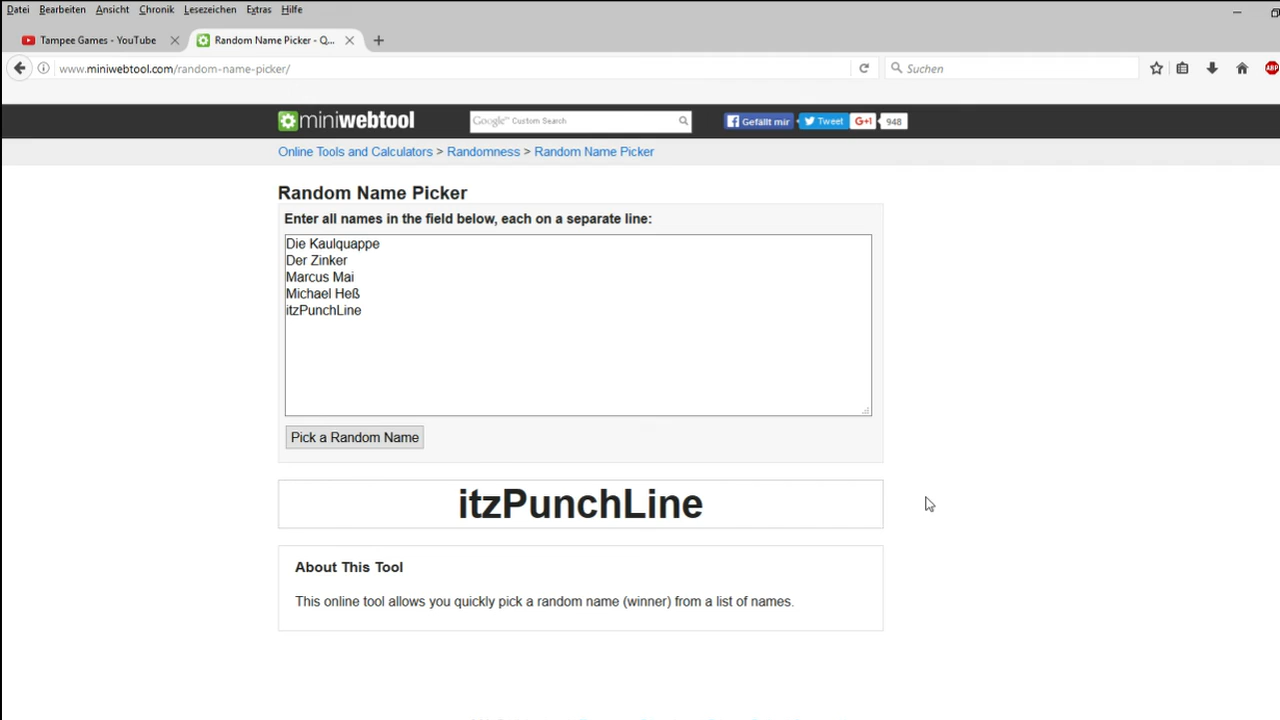 Datei Bearbeiten Ansicht Chronik Lesezeichen Extras Hilfe
Tampee Games - YouTube
Random Name Picker - Q...
www.miniwebtool.com/random-name-picker/
Suchen
ABP
miniwebtool
Google™ Custom Search
Gefällt mir
Tweet
G+1
948
Online Tools and Calculators > Randomness > Random Name Picker
Random Name Picker
Enter all names in the field below, each on a separate line:
Die Kaulquappe
Der Zinker
Marcus Mai
Michael Heß
itzPunchLine
Pick a Random Name
itzPunchLine
About This Tool
This online tool allows you quickly pick a random name (winner) from a list of names.